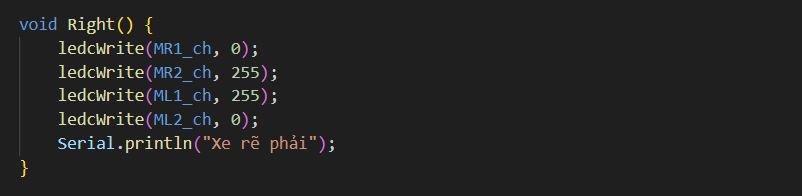 void Right() {
    ledcWrite(MR1_ch, 0);
    ledcWrite(MR2_ch, 255);
    ledcWrite(ML1_ch, 255);
    ledcWrite(ML2_ch, 0);
    Serial.println("Xe rẽ phải");
}